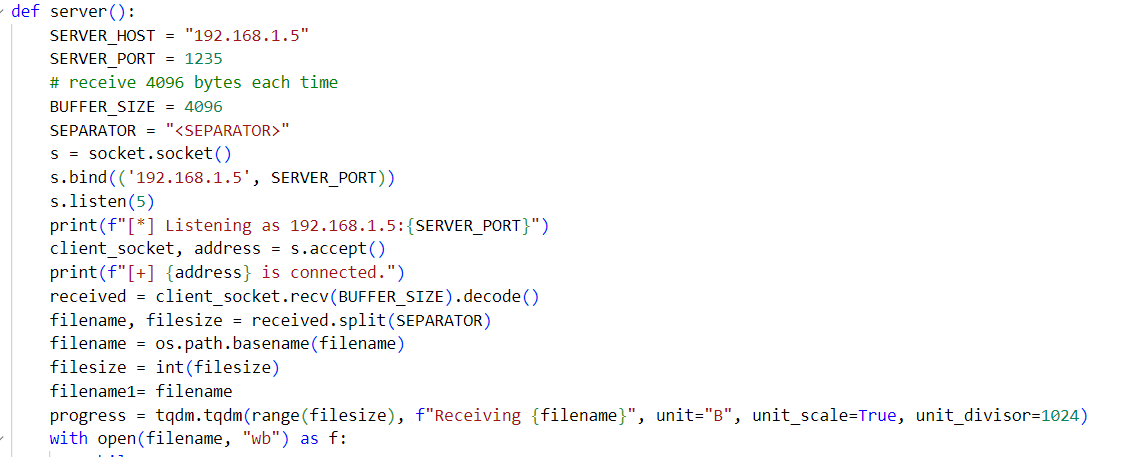 def server():
    SERVER_HOST = "192.168.1.5"
    SERVER_PORT = 1235
    # receive 4096 bytes each time
    BUFFER_SIZE = 4096
    SEPARATOR = "<SEPARATOR>"
    s = socket.socket()
    s.bind(('192.168.1.5', SERVER_PORT))
    s.listen(5)
    print(f"[*] Listening as 192.168.1.5:{SERVER_PORT}")
    client_socket, address = s.accept()
    print(f"[+] {address} is connected.")
    received = client_socket.recv(BUFFER_SIZE).decode()
    filename, filesize = received.split(SEPARATOR)
    filename = os.path.basename(filename)
    filesize = int(filesize)
    filename1= filename
    progress = tqdm.tqdm(range(filesize), f"Receiving {filename}", unit="B", unit_scale=True, unit_divisor=1024)
    with open(filename, "wb") as f: